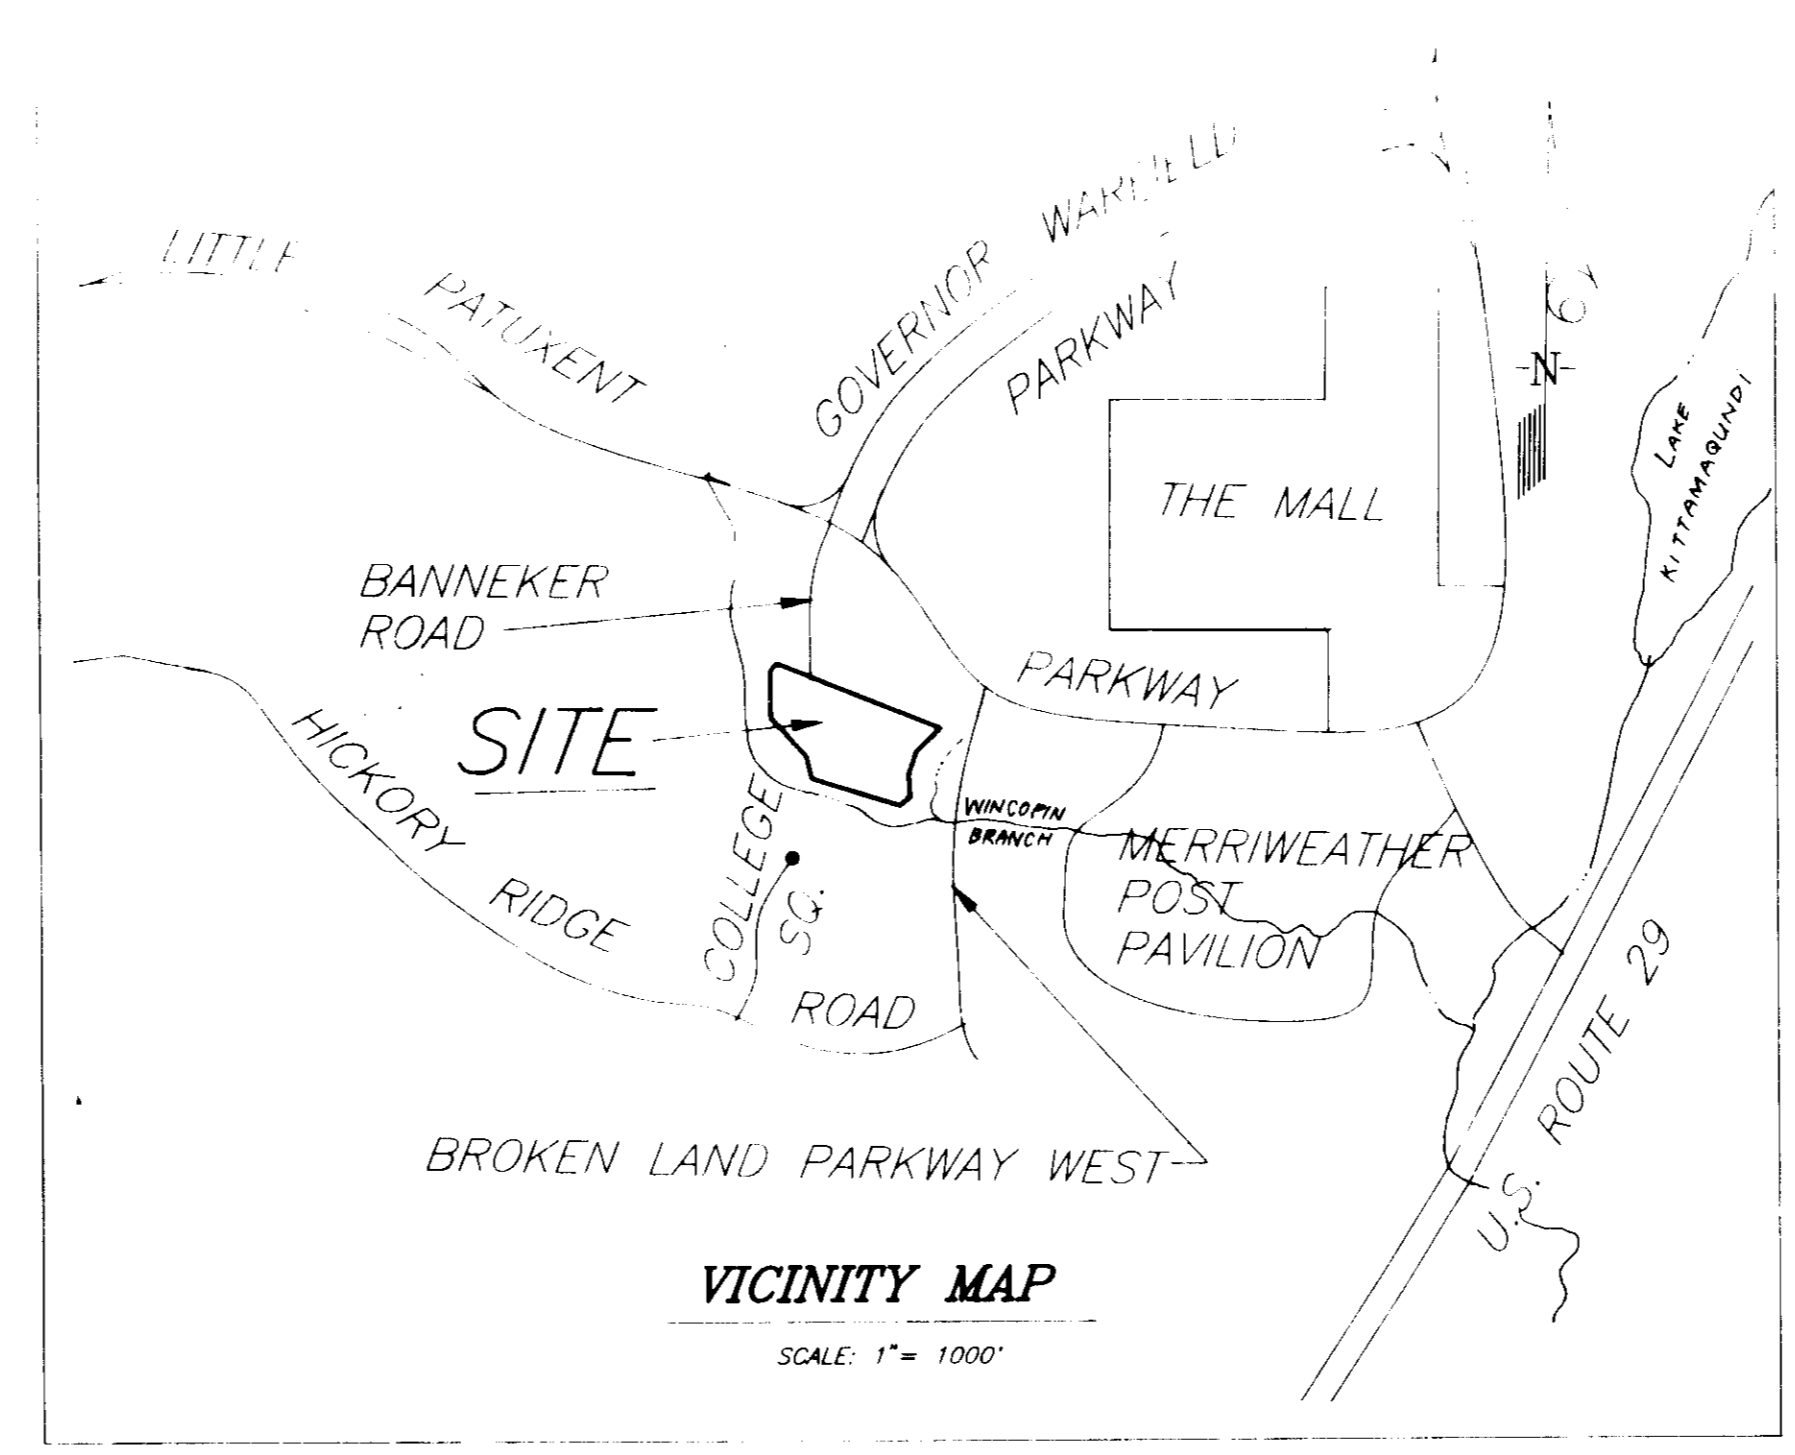 LITTLE
PATUXENT
GOVERNOR WARFIELD
PARKWAY
-N-
LAKE
KITTAMAQUNDI
THE MALL
BANNEKER
ROAD
PARKWAY
SITE
HICKORY
RIDGE
ROAD
COLLEGE
SQ.
WINCOPIN
BRANCH
MERRIWEATHER
POST
PAVILION
BROKEN LAND PARKWAY WEST
U.S. ROUTE 29
VICINITY MAP
SCALE: 1"= 1000'